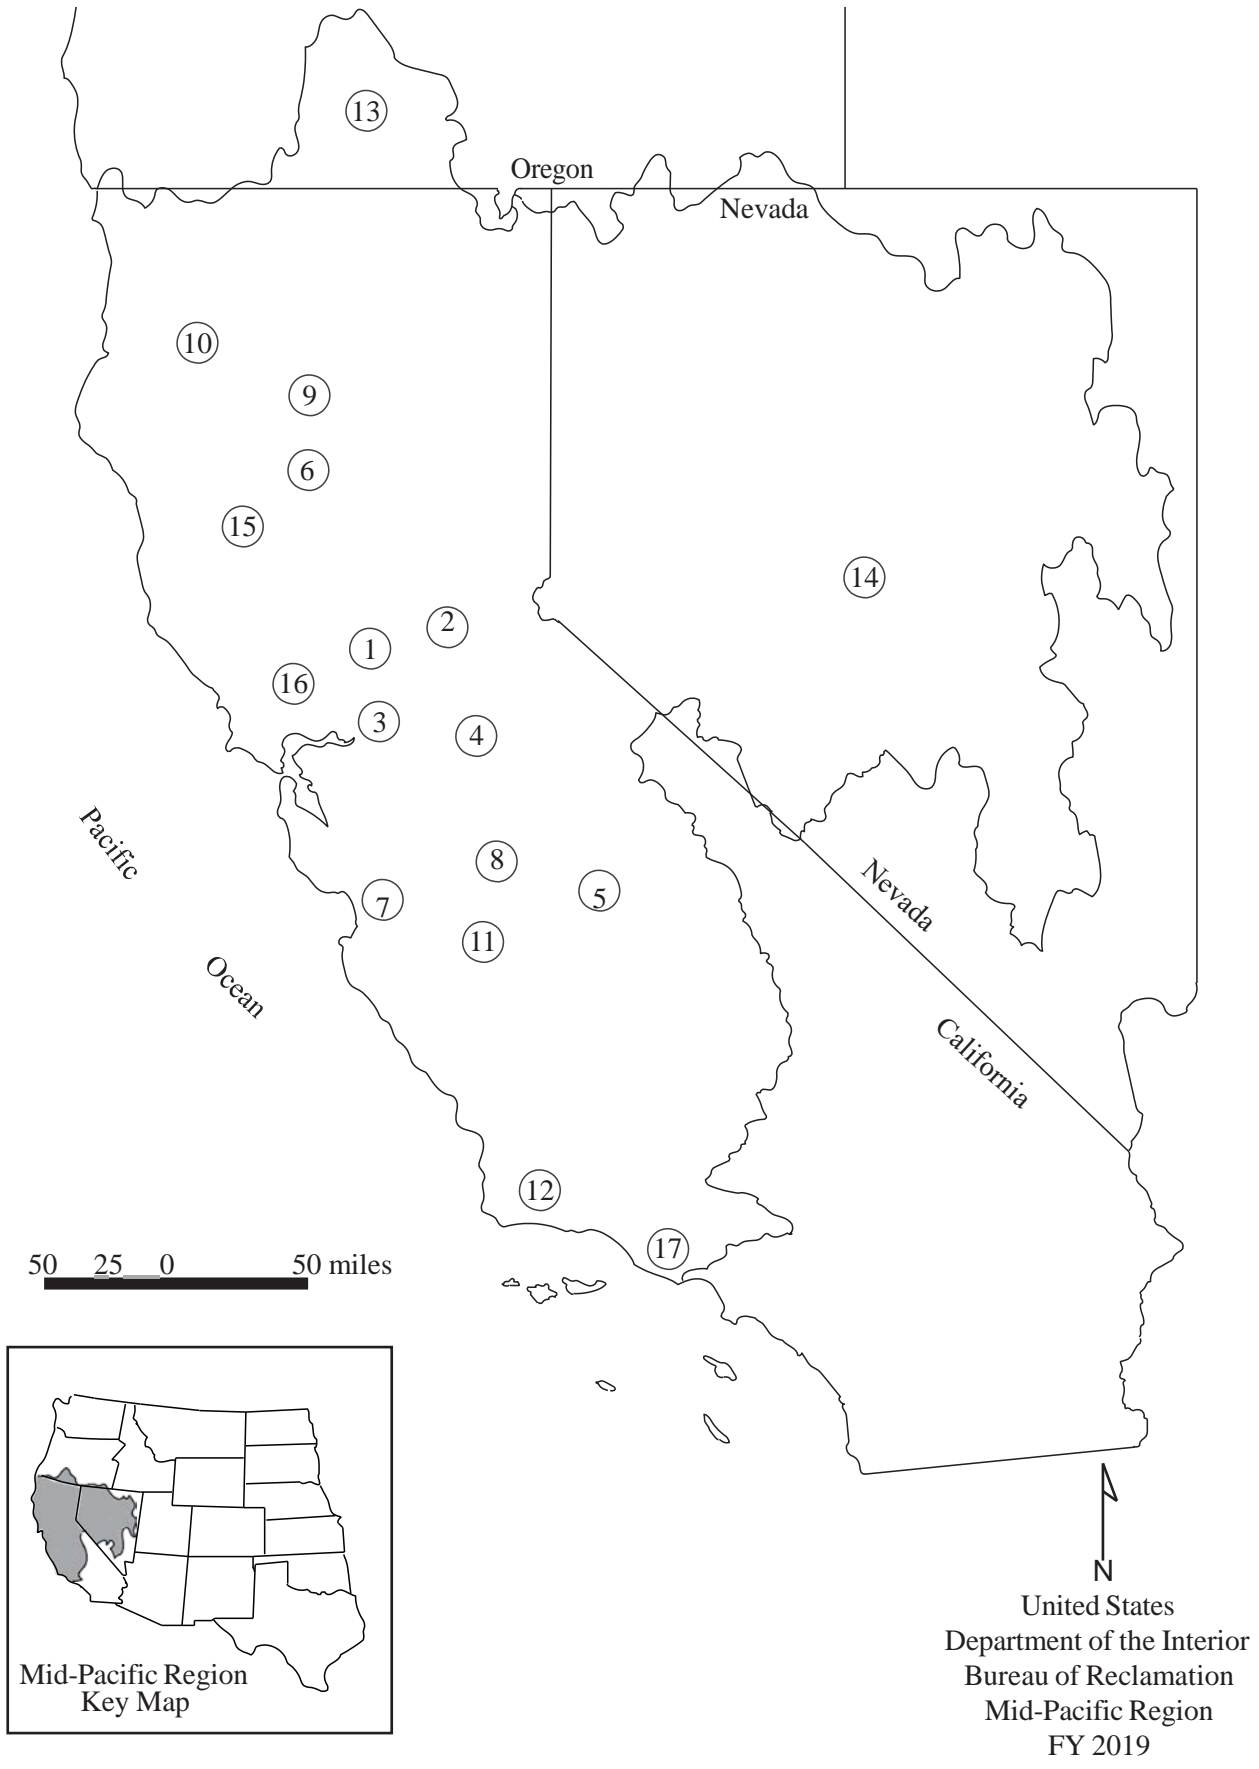 13
Oregon
Nevada
10
9
6
15
14
2
1
16
3
4
Pacific
8
5
7
Nevada
11
Ocean
California
12
17
50 25 0 50 miles
N
United States
Department of the Interior
Bureau of Reclamation
Mid-Pacific Region
FY 2019
Mid-Pacific Region
Key Map